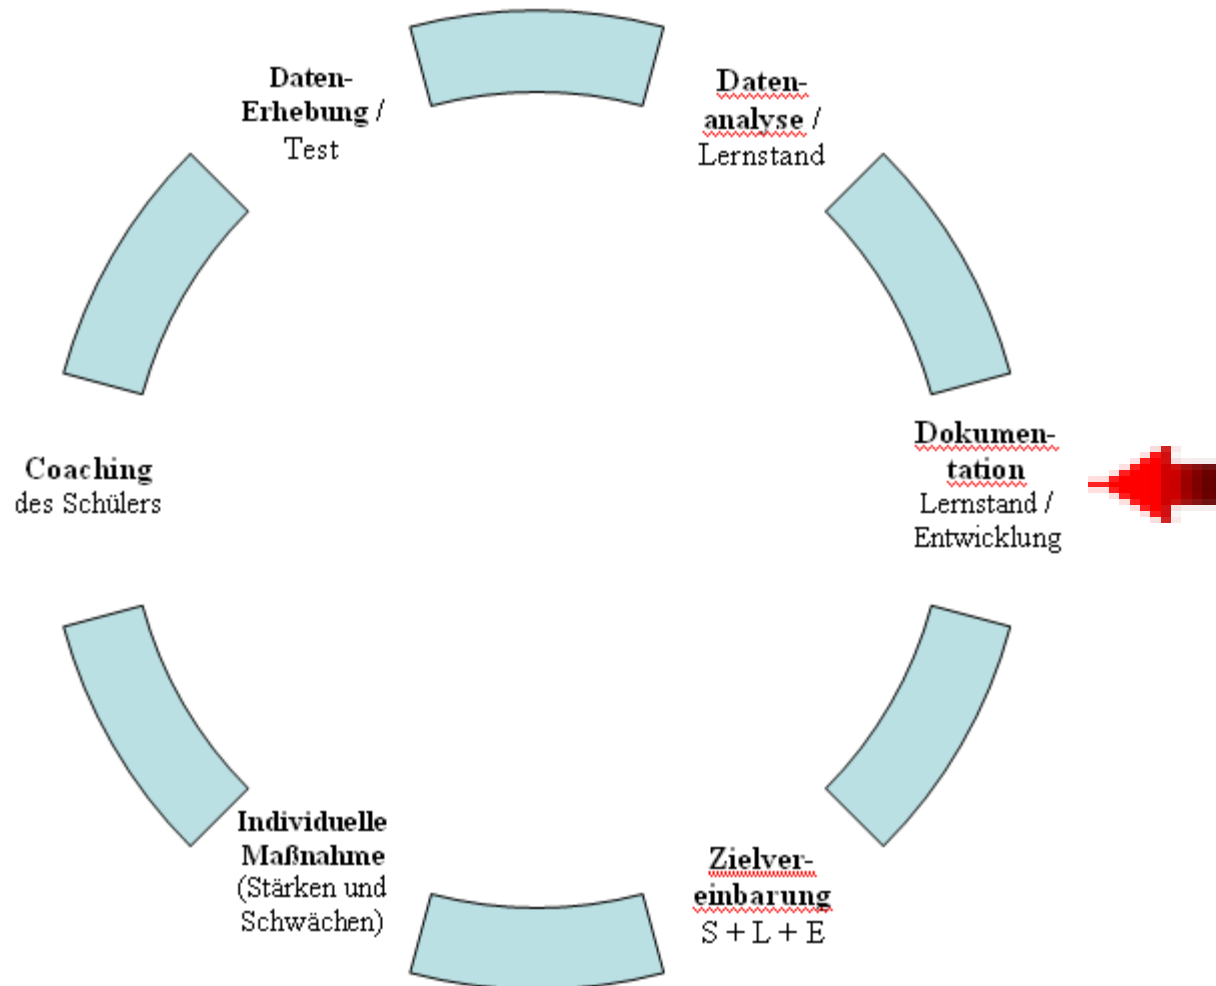 Daten-
Erhebung /
Test
Daten-
analyse /
Lernstand
Dokumen-
tation
Lernstand /
Entwicklung
Zielver-
einbarung
S + L + E
Individuelle
Maßnahme
(Stärken und
Schwächen)
Coaching
des Schülers